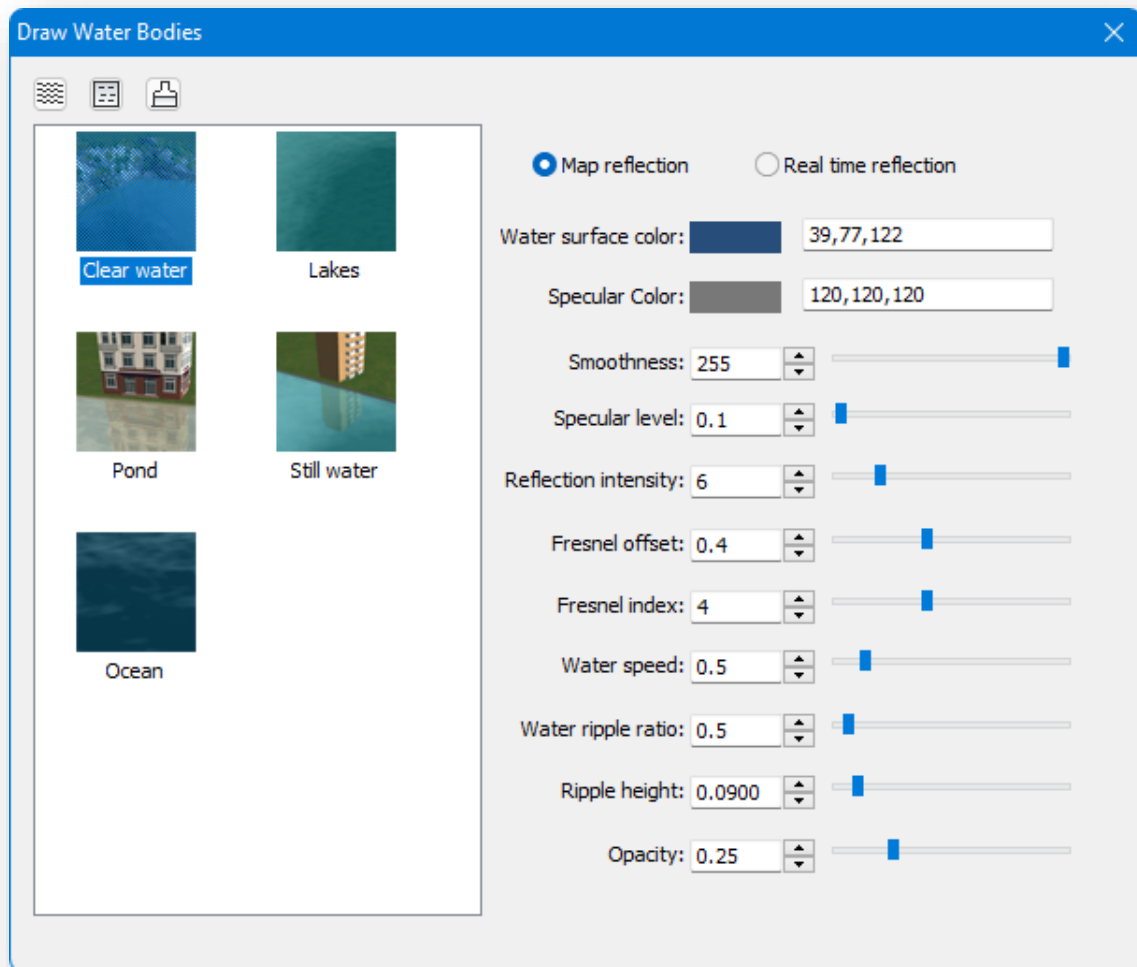 Draw Water Bodies
Clear water
Lakes
Pond
Still water
Ocean
Map reflection
Real time reflection
Water surface color: 39,77,122
Specular Color: 120,120,120
Smoothness: 255
Specular level: 0.1
Reflection intensity: 6
Fresnel offset: 0.4
Fresnel index: 4
Water speed: 0.5
Water ripple ratio: 0.5
Ripple height: 0.0900
Opacity: 0.25